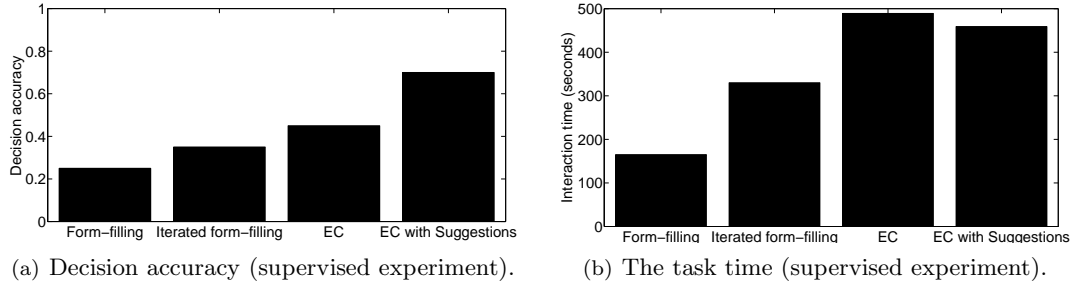 Decision accuracy
1
0.8
0.6
0.4
0.2
0
Form-filling Iterated form-filling EC EC with Suggestions
(a) Decision accuracy (supervised experiment).
Interaction time (seconds)
500
400
300
200
100
0
Form-filling Iterated form-filling EC EC with Suggestions
(b) The task time (supervised experiment).